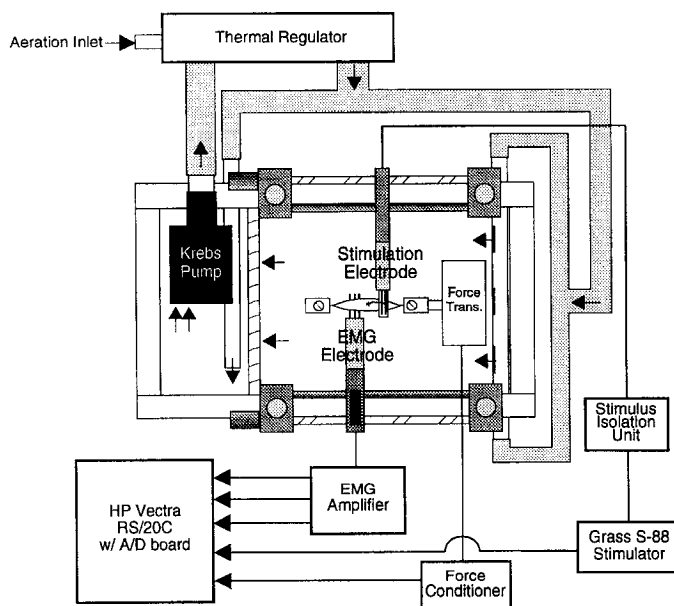 Aeration Inlet
Thermal Regulator
Krebs
Pump
Stimulation
Electrode
Force
Trans.
EMG
Electrode
Stimulus
Isolation
Unit
HP Vectra
RS/20C
w/ A/D board
EMG
Amplifier
Grass S-88
Stimulator
Force
Conditioner